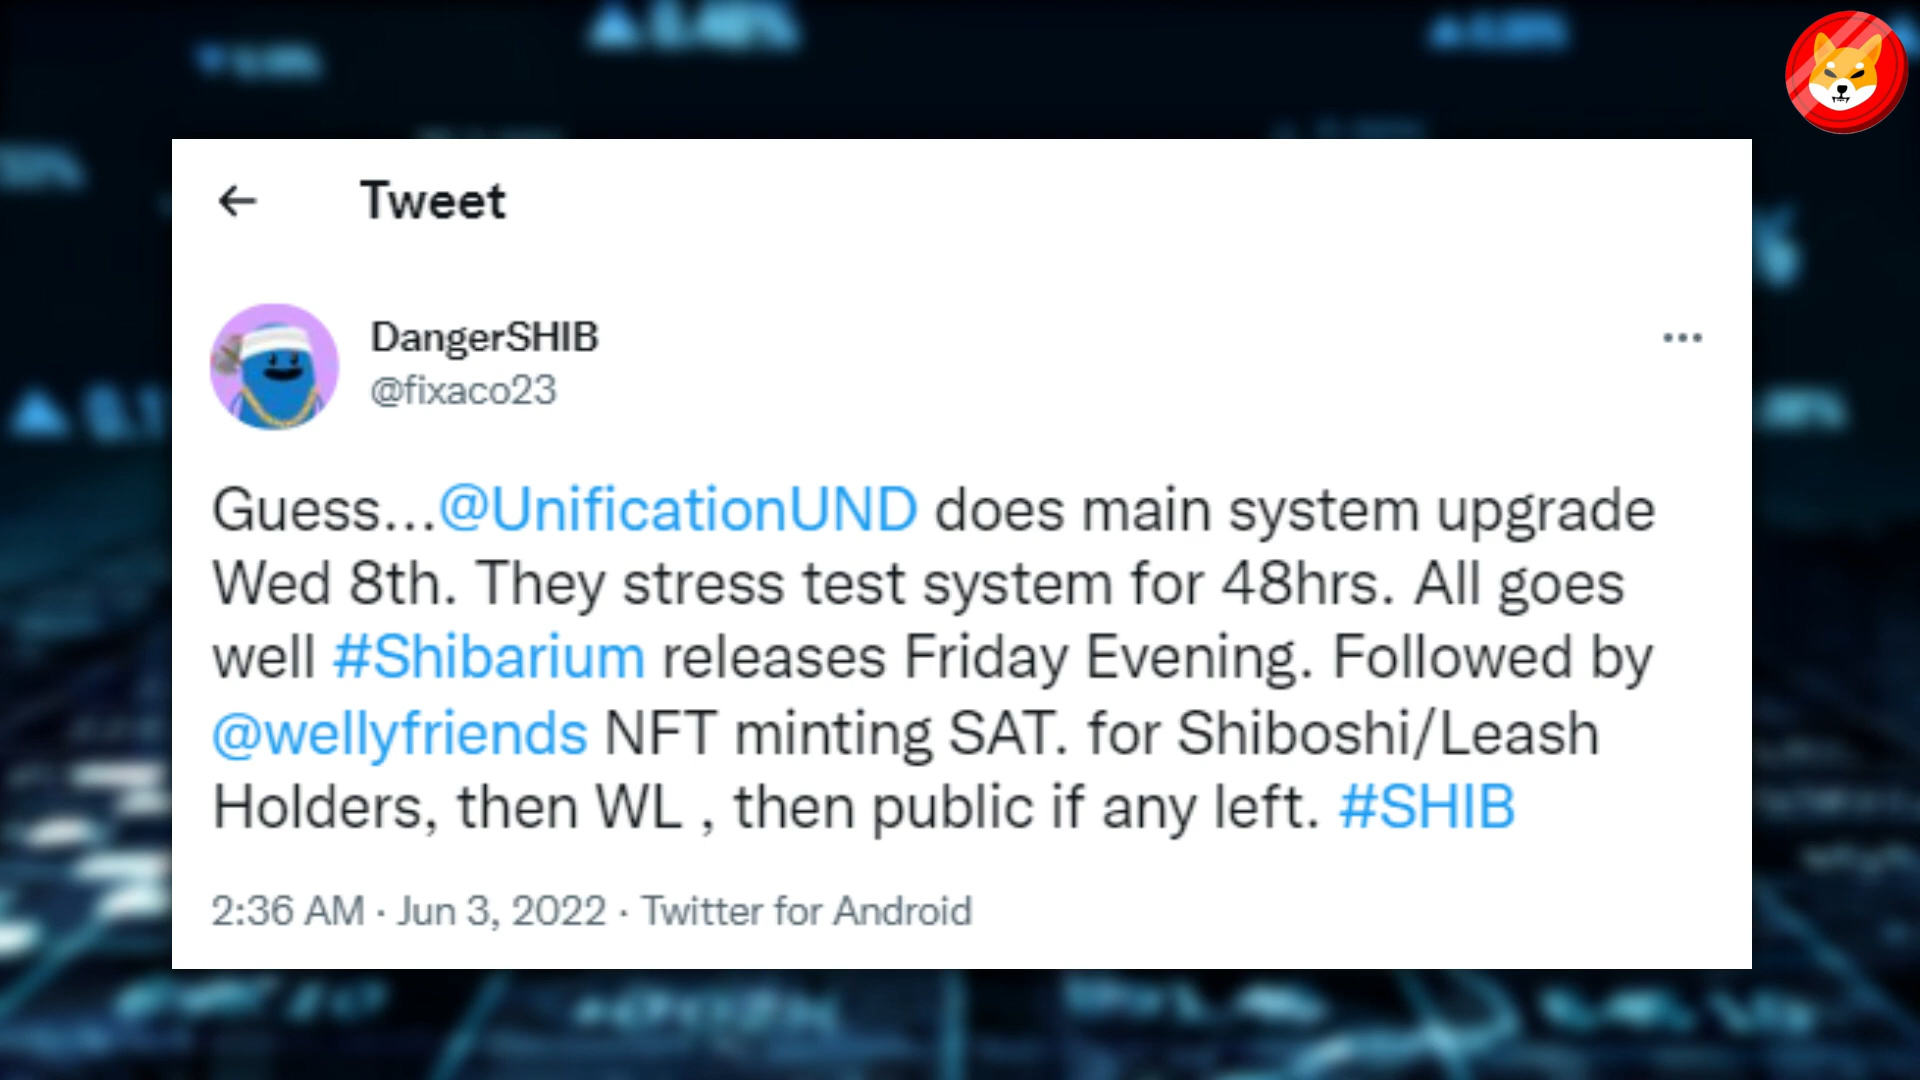 Tweet
DangerSHIB
@fixaco23
Guess...@UnificationUND does main system upgrade
Wed 8th. They stress test system for 48hrs. All goes
well #Shibarium releases Friday Evening. Followed by
@wellyfriends NFT minting SAT. for Shiboshi/Leash
Holders, then WL , then public if any left. #SHIB
2:36 AM · Jun 3, 2022 · Twitter for Android